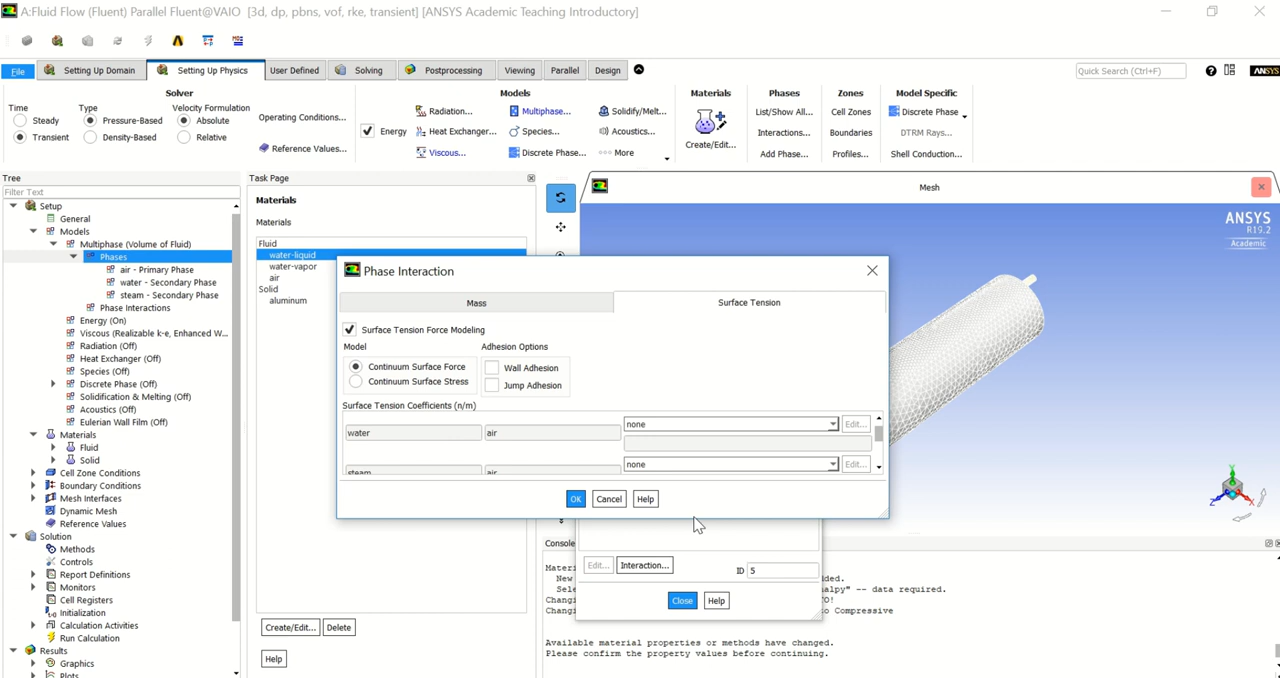 A:Fluid Flow (Fluent) Parallel Fluent@VAIO [3d, dp, pbns, vof, rke, transient] [ANSYS Academic Teaching Introductory]
File
Setting Up Domain
Setting Up Physics
User Defined
Solving
Postprocessing
Viewing
Parallel
Design
Quick Search (Ctrl+F)
ANSYS
Solver
Models
Materials
Phases
Zones
Model Specific
Time
Type
Velocity Formulation
Steady
Pressure-Based
Absolute
Operating Conditions...
Transient
Density-Based
Relative
Reference Values...
Energy
Radiation...
Multiphase...
Solidify/Melt...
Heat Exchanger...
Species...
Acoustics...
Viscous...
Discrete Phase...
More
Create/Edit...
List/Show All...
Interactions...
Add Phase...
Cell Zones
Boundaries
Profiles...
Discrete Phase
DTRM Rays...
Shell Conduction...
Tree
Filter Text
Setup
General
Models
Multiphase (Volume of Fluid)
Phases
air - Primary Phase
water - Secondary Phase
steam - Secondary Phase
Phase Interactions
Energy (On)
Viscous (Realizable k-e, Enhanced W...
Radiation (Off)
Heat Exchanger (Off)
Species (Off)
Discrete Phase (Off)
Solidification & Melting (Off)
Acoustics (Off)
Eulerian Wall Film (Off)
Materials
Fluid
Solid
Cell Zone Conditions
Boundary Conditions
Mesh Interfaces
Dynamic Mesh
Reference Values
Solution
Methods
Controls
Report Definitions
Monitors
Cell Registers
Initialization
Calculation Activities
Run Calculation
Results
Graphics
Plots
Task Page
Materials
Materials
Fluid
water-liquid
water-vapor
air
Solid
aluminum
Create/Edit...
Delete
Help
Mesh
ANSYS
R19.2
Academic
Phase Interaction
Mass
Surface Tension
Surface Tension Force Modeling
Model
Adhesion Options
Continuum Surface Force
Wall Adhesion
Continuum Surface Stress
Jump Adhesion
Surface Tension Coefficients (n/m)
water
air
none
Edit...
steam
air
none
Edit...
OK
Cancel
Help
Edit...
Interaction...
ID
5
Close
Help
Console
Available material properties or methods have changed.
Please confirm the property values before continuing.